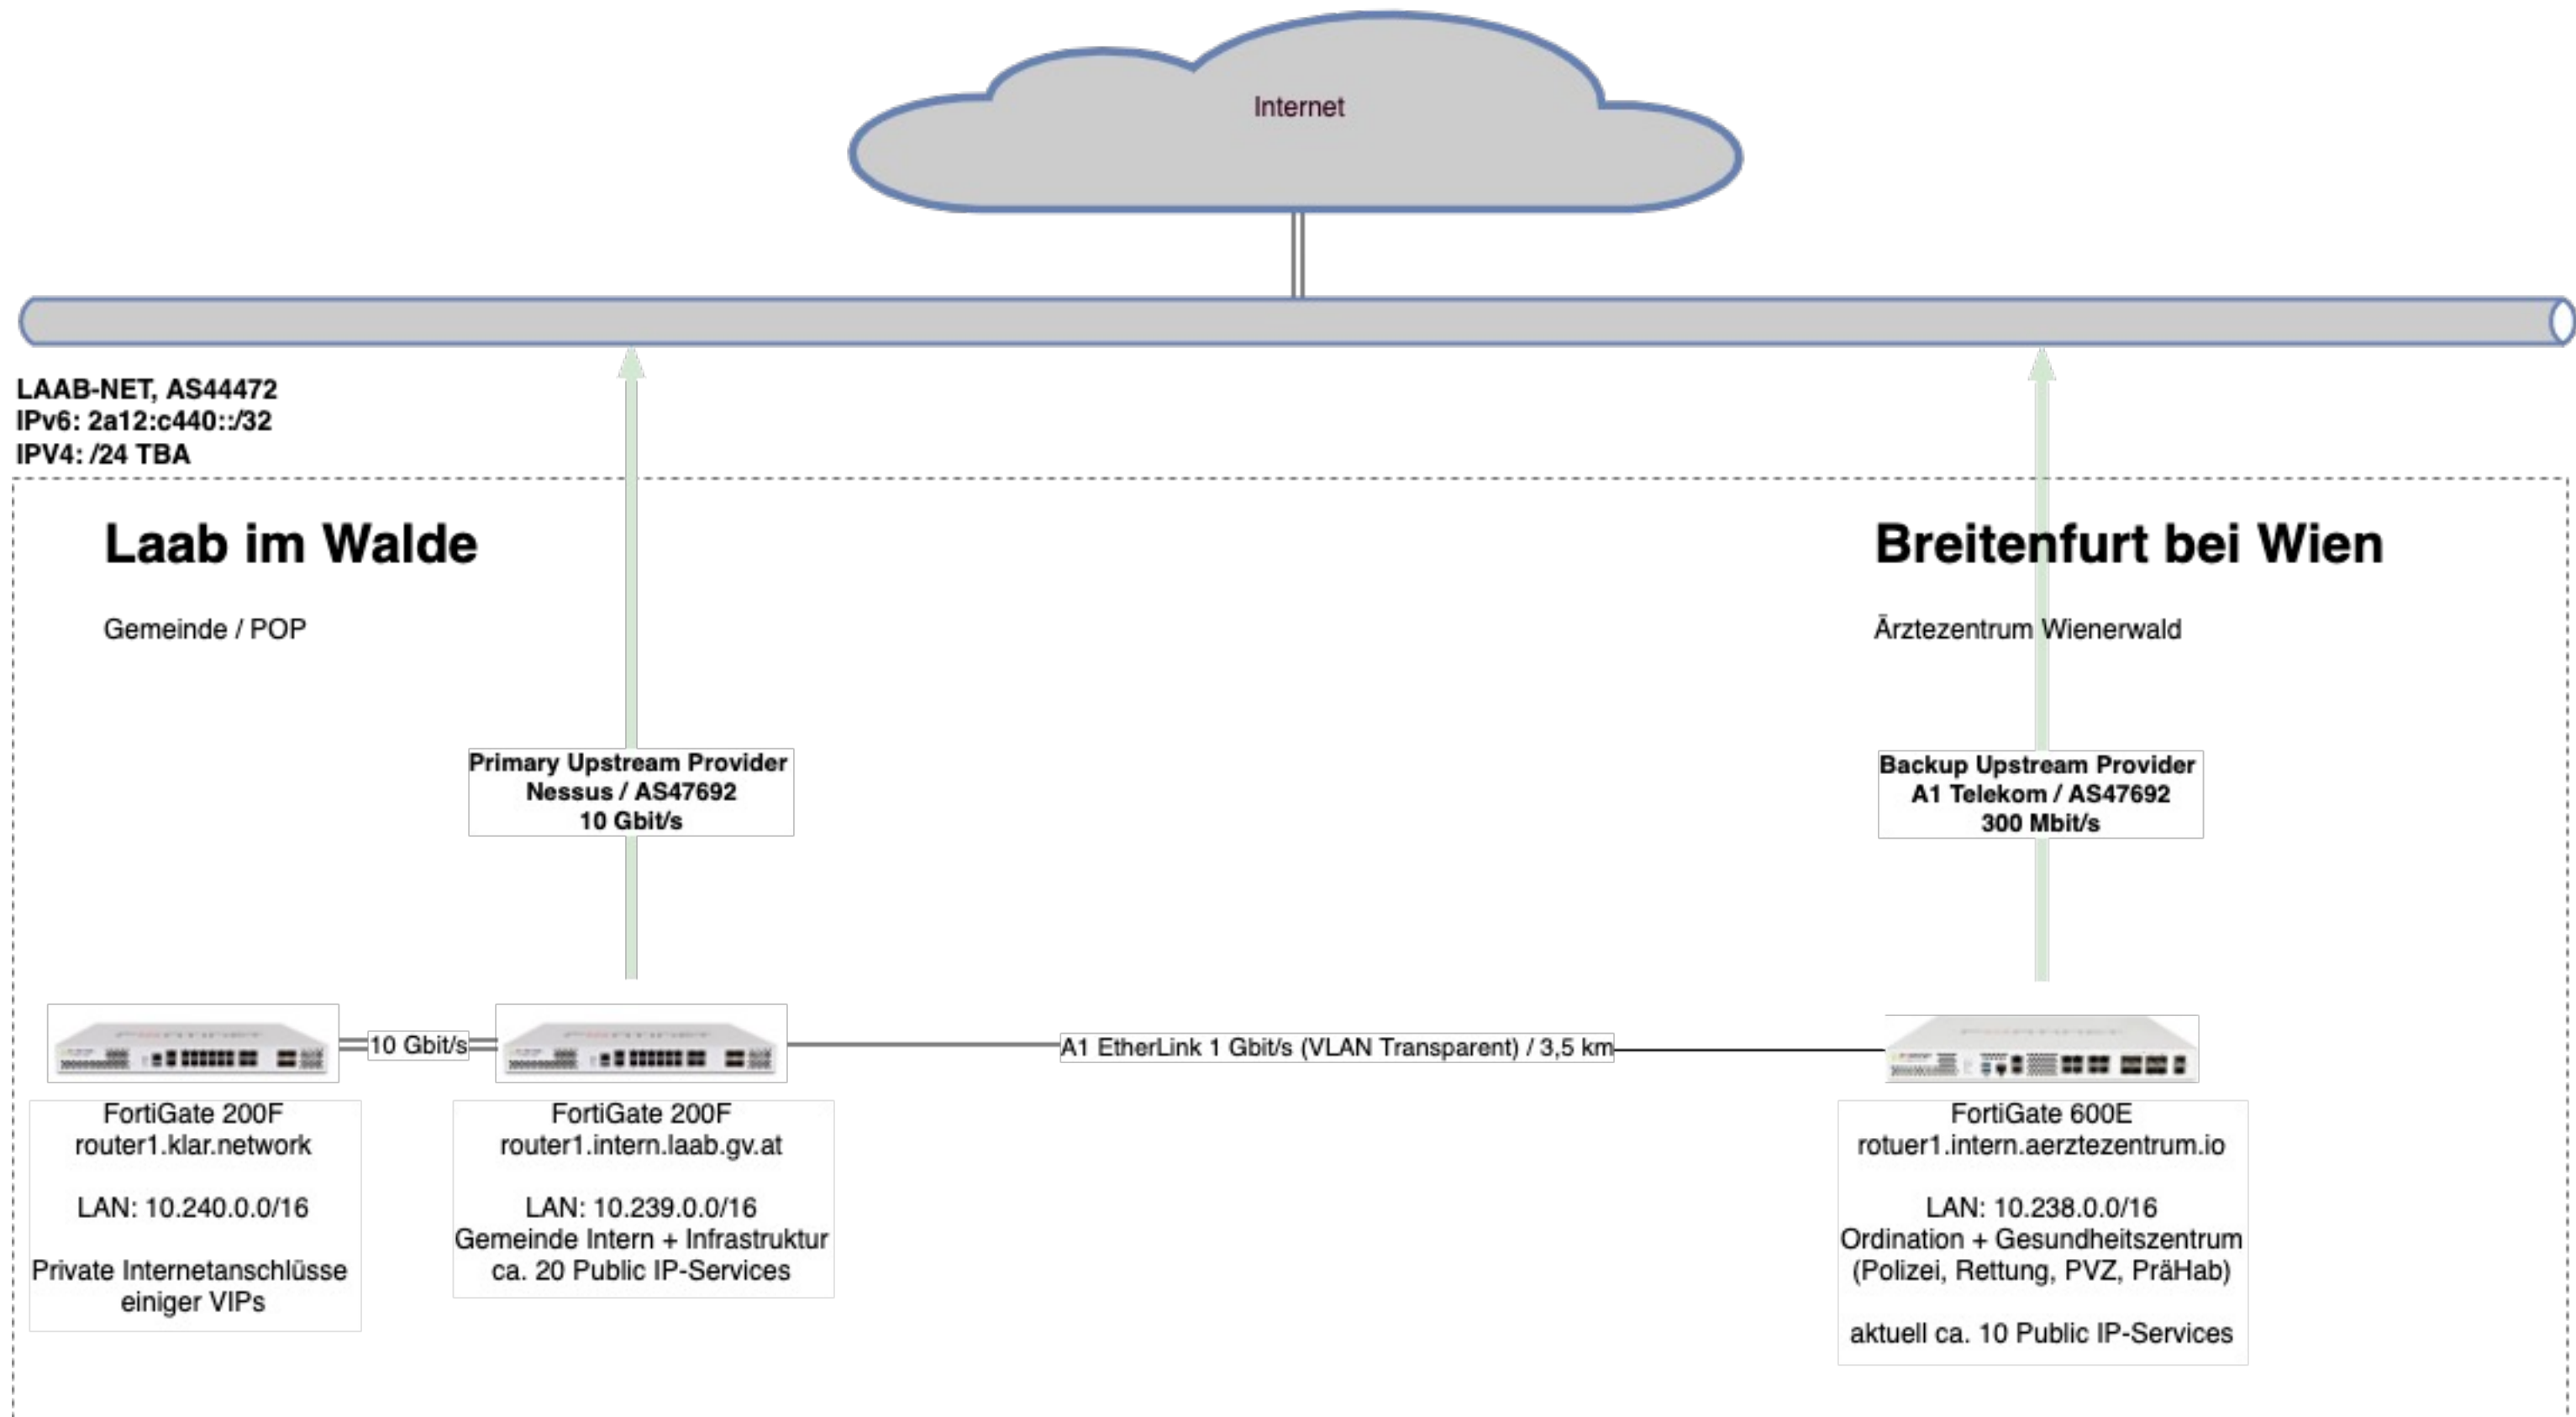 Internet
LAAB-NET, AS44472
IPv6: 2a12:c440::/32
IPV4: /24 TBA
Laab im Walde
Gemeinde / POP
Breitenfurt bei Wien
Ärztezentrum Wienerwald
Primary Upstream Provider
Nessus / AS47692
10 Gbit/s
Backup Upstream Provider
A1 Telekom / AS47692
300 Mbit/s
10 Gbit/s
A1 EtherLink 1 Gbit/s (VLAN Transparent) / 3,5 km
FortiGate 200F
router1.klar.network
LAN: 10.240.0.0/16
Private Internetanschlüsse
einiger VIPs
FortiGate 200F
router1.intern.laab.gv.at
LAN: 10.239.0.0/16
Gemeinde Intern + Infrastruktur
ca. 20 Public IP-Services
FortiGate 600E
rotuer1.intern.aerztezentrum.io
LAN: 10.238.0.0/16
Ordination + Gesundheitszentrum
(Polizei, Rettung, PVZ, PräHab)
aktuell ca. 10 Public IP-Services